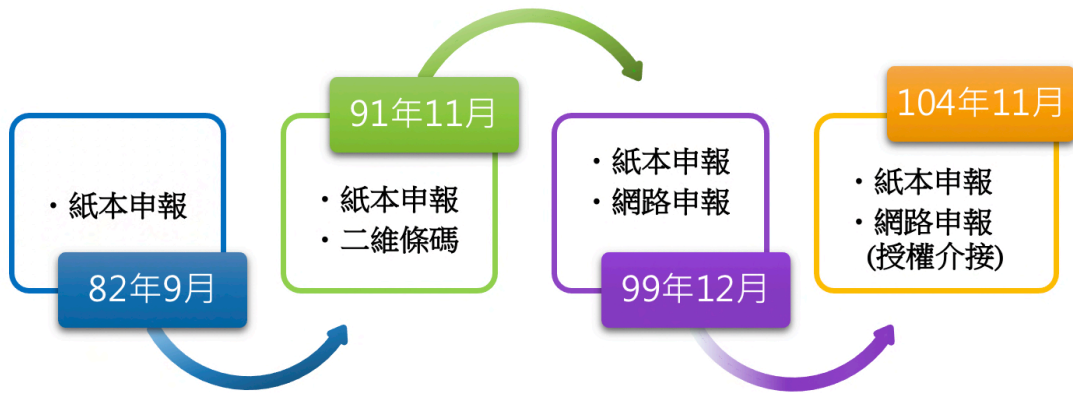 ・紙本申報
82年9月
91年11月
・紙本申報
・二維條碼
・紙本申報
・網路申報
99年12月
104年11月
・紙本申報
・網路申報
(授權介接)